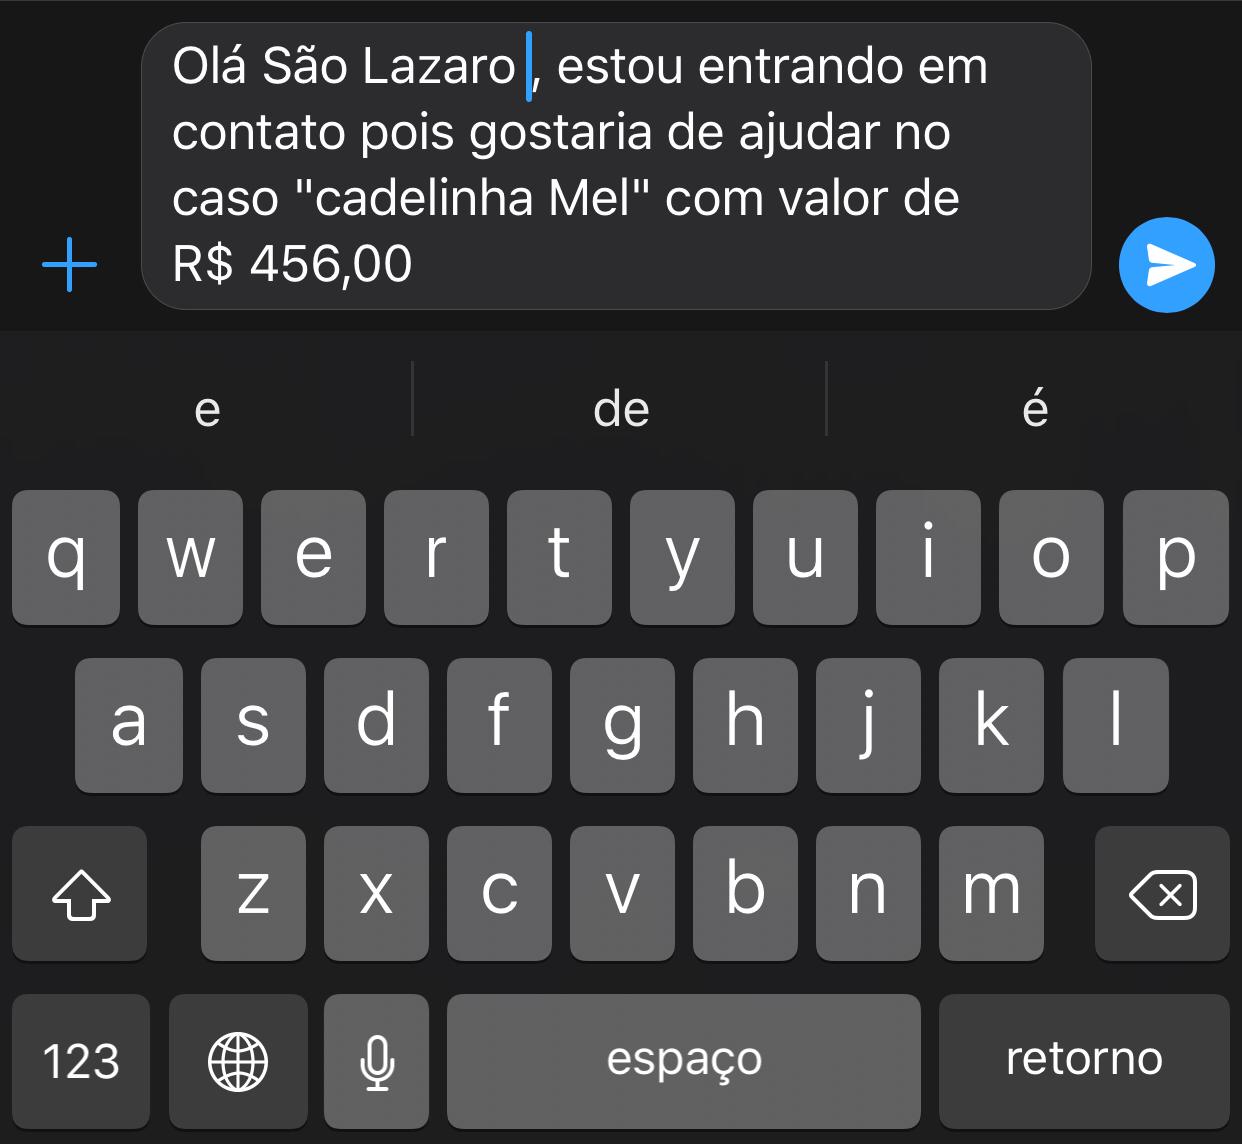 Olá São Lazaro , estou entrando em
contato pois gostaria de ajudar no
caso "cadelinha Mel" com valor de
R$ 456,00
e de é
q w e r t y u i o p
a s d f g h j k l
z x c v b n m
123 espaço retorno